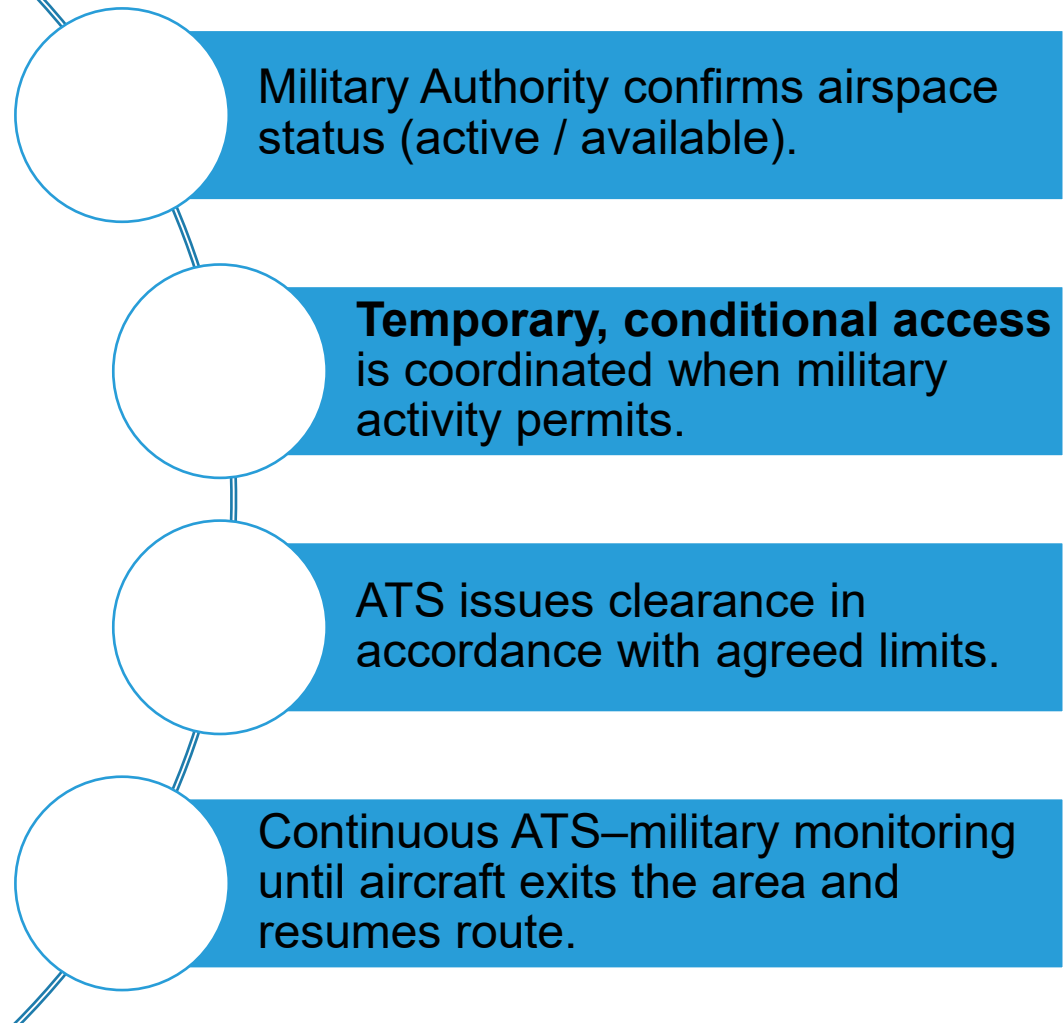 Military Authority confirms airspace
status (active / available).
Temporary, conditional access
is coordinated when military
activity permits.
ATS issues clearance in
accordance with agreed limits.
Continuous ATS–military monitoring
until aircraft exits the area and
resumes route.